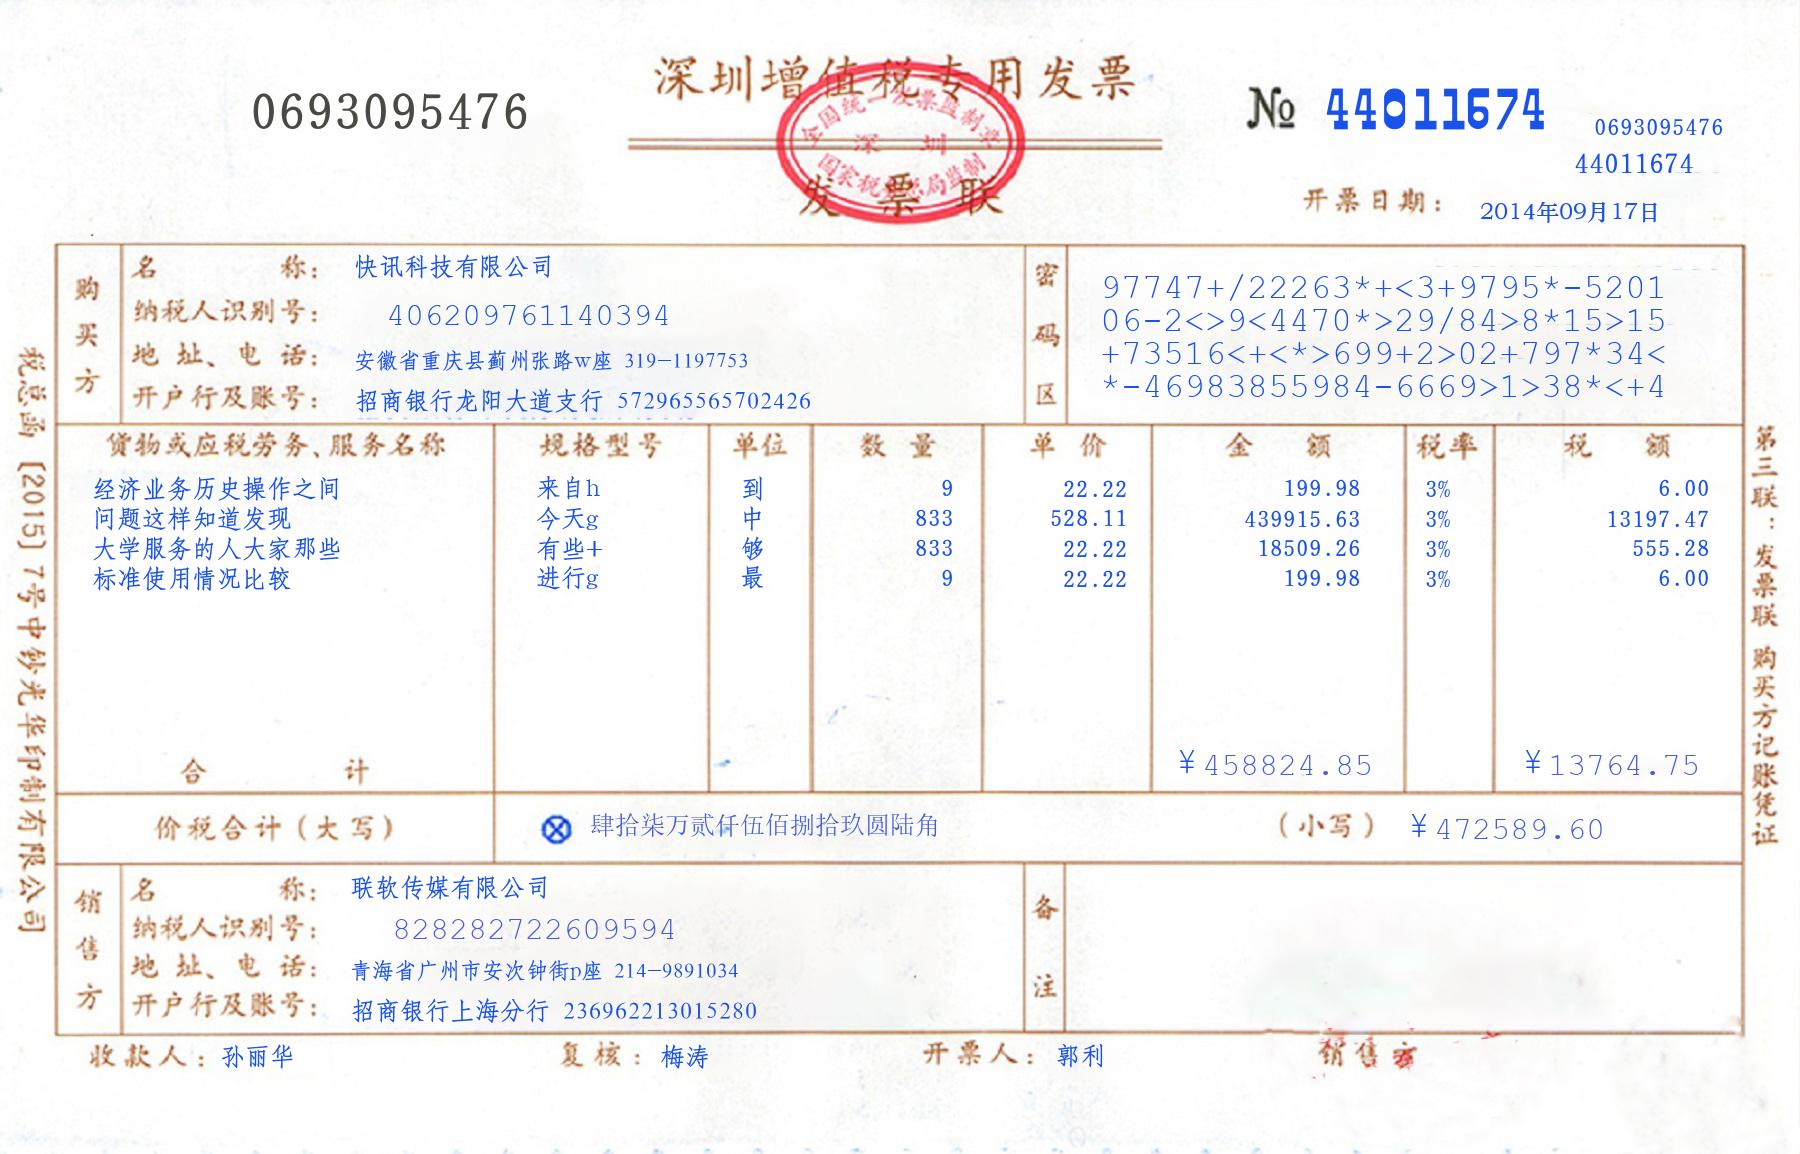 深圳增值税专用发票
0693095476
№ 44011674
0693095476
44011674
全国统一发票监制章
深 圳
发票联
开票日期： 2014年09月17日
购买方
名 称： 快讯科技有限公司
纳税人识别号： 406209761140394
地 址、电 话： 安徽省重庆县蓟州张路w座 319-1197753
开户行及账号： 招商银行龙阳大道支行 572965565702426
密码区
97747+/22263*+<3+9795*-5201
06-2<>9<4470*>29/84>8*15>15
+73516<+<*>699+2>02+797*34<
*-46983855984-6669>1>38*<+4
货物或应税劳务、服务名称 规格型号 单位 数 量 单 价 金 额 税率 税 额
经济业务历史操作之间 来自h 到 9 22.22 199.98 3% 6.00
问题这样知道发现 今天g 中 833 528.11 439915.63 3% 13197.47
大学服务的人大家那些 有些+ 够 833 22.22 18509.26 3% 555.28
标准使用情况比较 进行g 最 9 22.22 199.98 3% 6.00
合 计 ¥458824.85 ¥13764.75
价税合计（大写） 肆拾柒万贰仟伍佰捌拾玖圆陆角 （小写） ¥472589.60
销售方
名 称： 联软传媒有限公司
纳税人识别号： 828282722609594
地 址、电 话： 青海省广州市安次钟街p座 214-9891034
开户行及账号： 招商银行上海分行 236962213015280
备注
收款人：孙丽华 复核：梅涛 开票人：郭利 销售方
税总函［2015］7号中钞光华印制有限公司
第三联：发票联 购买方记账凭证